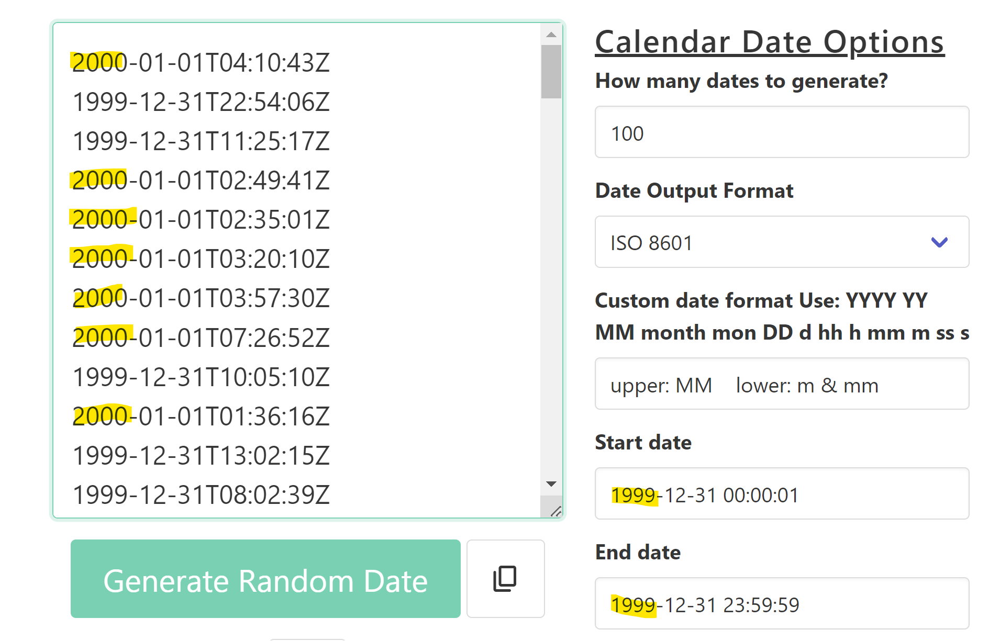 2000-01-01T04:10:43Z
1999-12-31T22:54:06Z
1999-12-31T11:25:17Z
2000-01-01T02:49:41Z
2000-01-01T02:35:01Z
2000-01-01T03:20:10Z
2000-01-01T03:57:30Z
2000-01-01T07:26:52Z
1999-12-31T10:05:10Z
2000-01-01T01:36:16Z
1999-12-31T13:02:15Z
1999-12-31T08:02:39Z
Generate Random Date
Calendar Date Options
How many dates to generate?
100
Date Output Format
ISO 8601
Custom date format Use: YYYY YY
MM month mon DD d hh h mm m ss s
upper: MM lower: m & mm
Start date
1999-12-31 00:00:01
End date
1999-12-31 23:59:59